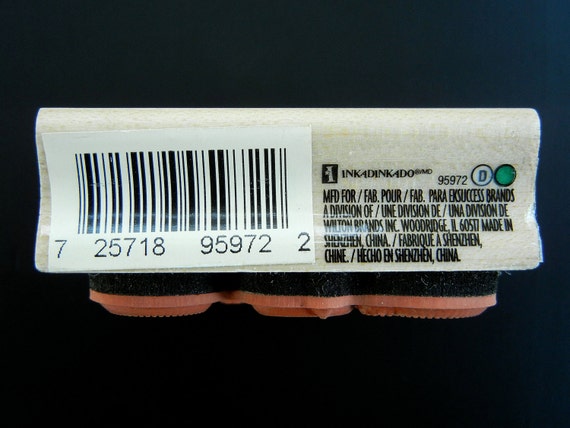 7 25718 95972 2
INKADINKADO®/MD
95972 D
MFD FOR / FAB. POUR / FAB. PARA EKSUCCESS BRANDS
A DIVISION OF / UNE DIVISION DE / UNA DIVISION DE
WILTON BRANDS INC. WOODRIDGE, IL 60517 MADE IN
SHENZHEN, CHINA. / FABRIQUÉ À SHENZHEN,
CHINE. / HECHO EN SHENZHÉN, CHINA.